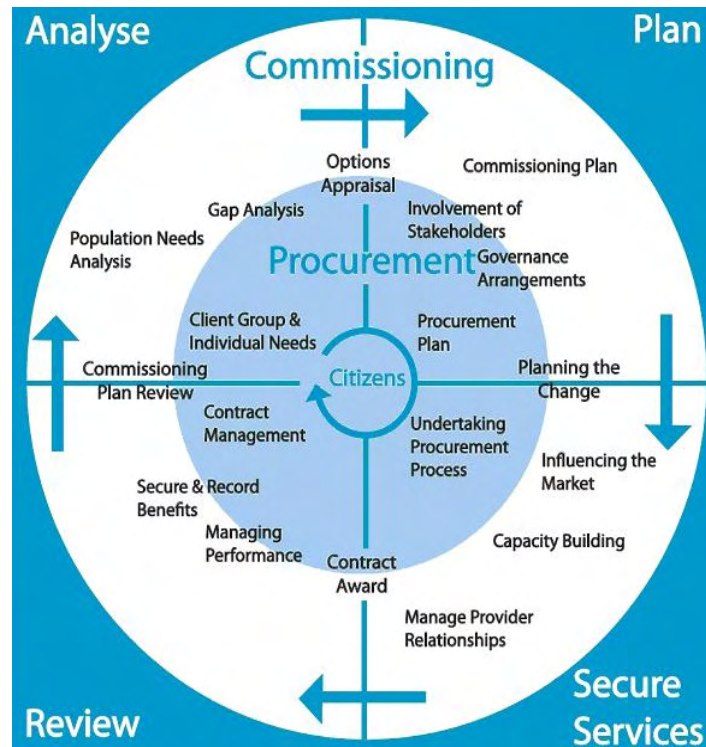 Analyse
Plan
Commissioning
Options
Appraisal
Commissioning Plan
Gap Analysis
Involvement of
Stakeholders
Population Needs
Analysis
Procurement
Governance
Arrangements
Client Group &
Individual Needs
Procurement
Plan
Commissioning
Plan Review
Citizens
Planning the
Change
Contract
Management
Undertaking
Procurement
Process
Influencing the
Market
Secure & Record
Benefits
Managing
Performance
Capacity Building
Contract
Award
Manage Provider
Relationships
Review
Secure
Services